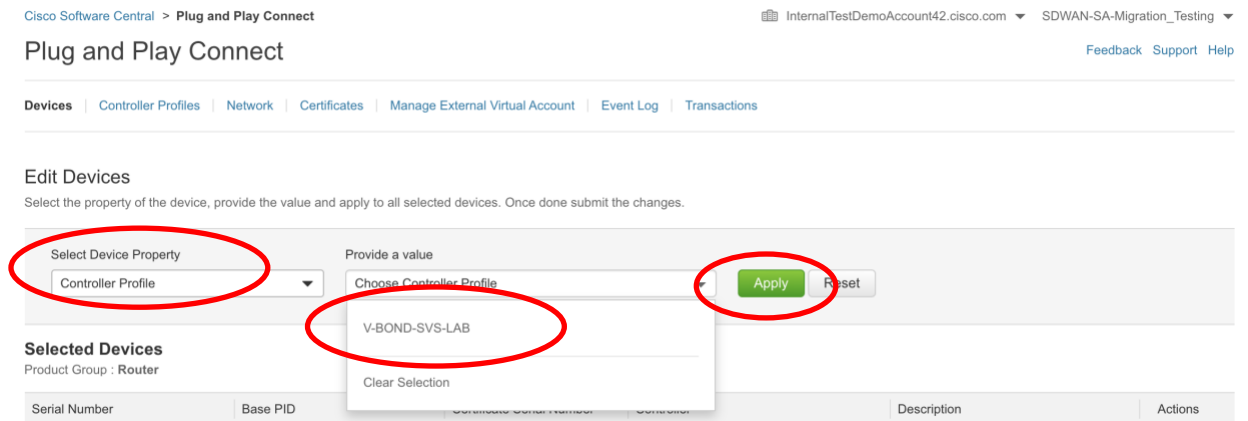 Cisco Software Central > Plug and Play Connect
InternalTestDemoAccount42.cisco.com SDWAN-SA-Migration_Testing
Plug and Play Connect
Feedback Support Help
Devices Controller Profiles Network Certificates Manage External Virtual Account Event Log Transactions
Edit Devices
Select the property of the device, provide the value and apply to all selected devices. Once done submit the changes.
Select Device Property Provide a value
Controller Profile Choose Controller Profile Apply Reset
V-BOND-SVS-LAB
Selected Devices
Product Group : Router
Clear Selection
Serial Number Base PID Certificate Serial Number Controller Description Actions